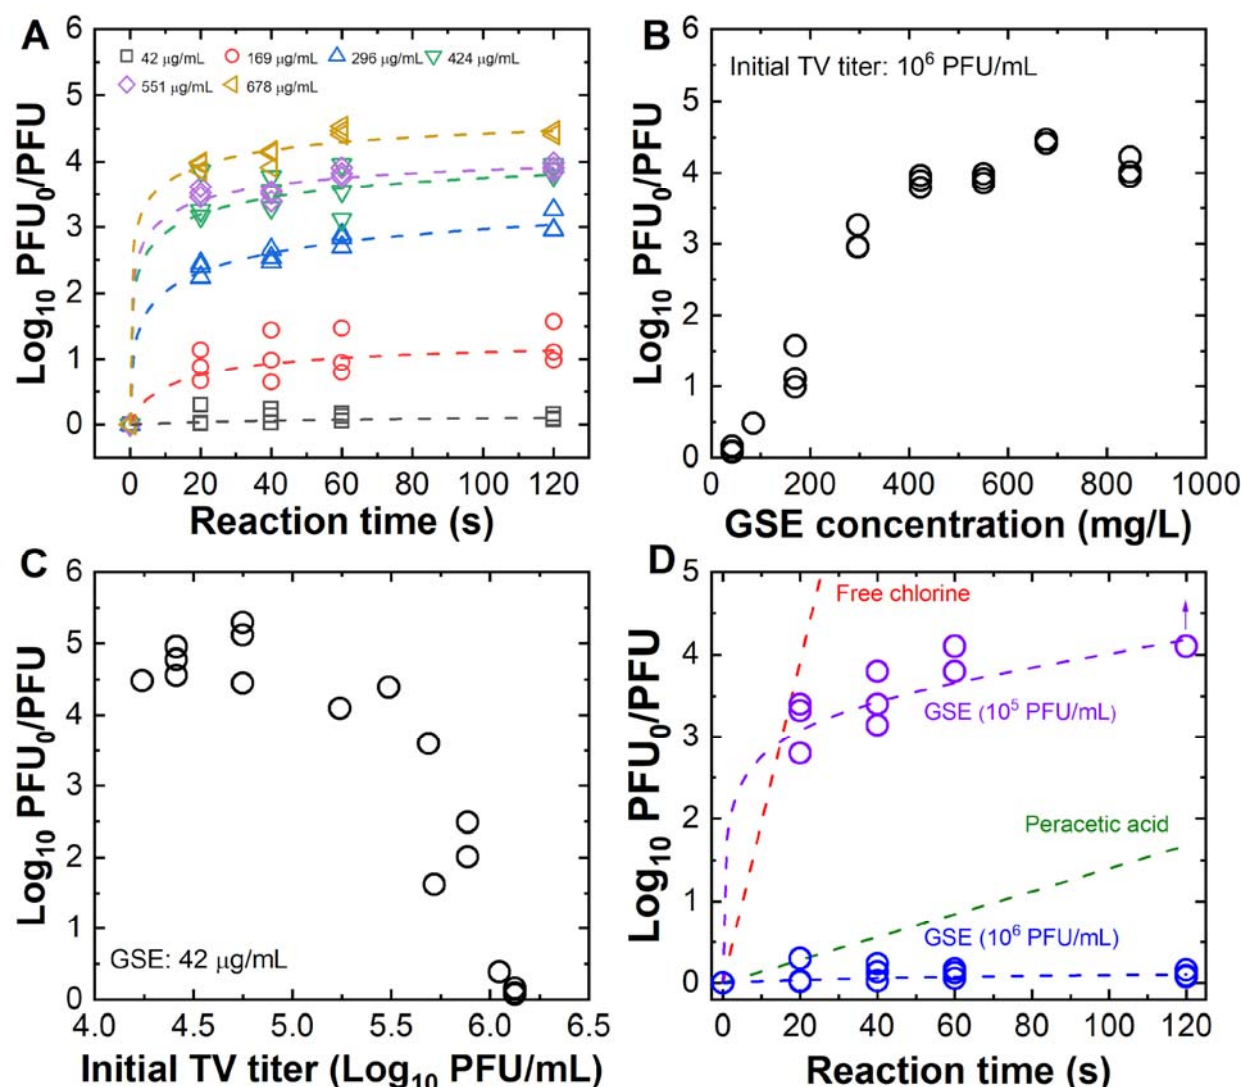 A
42 μg/mL 169 μg/mL 296 μg/mL 424 μg/mL
551 μg/mL 678 μg/mL
6
5
4
3
2
1
0
Log10 PFU0/PFU
0 20 40 60 80 100 120
Reaction time (s)
B
Initial TV titer: 10^6 PFU/mL
6
5
4
3
2
1
0
Log10 PFU0/PFU
0 200 400 600 800 1000
GSE concentration (mg/L)
C
6
5
4
3
2
1
0
Log10 PFU0/PFU
GSE: 42 μg/mL
4.0 4.5 5.0 5.5 6.0 6.5
Initial TV titer (Log10 PFU/mL)
D
5
4
3
2
1
0
Log10 PFU0/PFU
Free chlorine
GSE (10^5 PFU/mL)
Peracetic acid
GSE (10^6 PFU/mL)
0 20 40 60 80 100 120
Reaction time (s)